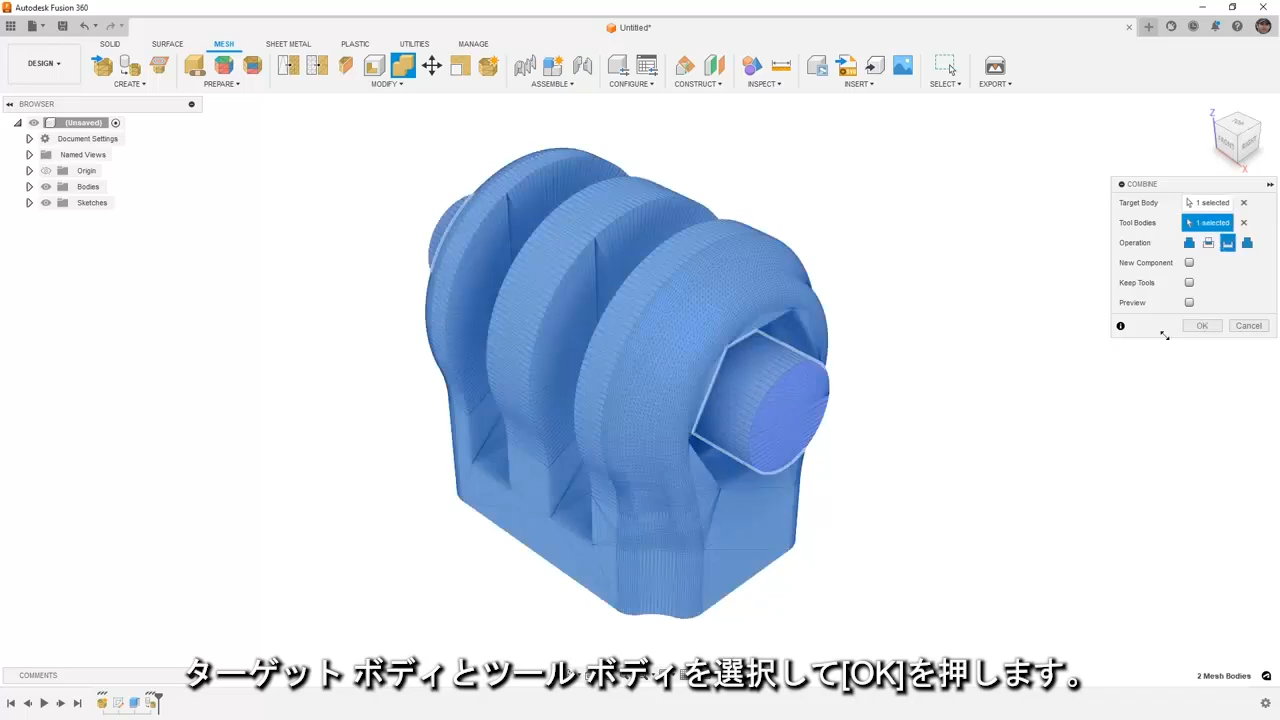 Autodesk Fusion 360
Untitled*
DESIGN
SOLID
SURFACE
MESH
SHEET METAL
PLASTIC
UTILITIES
MANAGE
CREATE
PREPARE
MODIFY
ASSEMBLE
CONFIGURE
CONSTRUCT
INSPECT
INSERT
SELECT
EXPORT
BROWSER
(Unsaved)
Document Settings
Named Views
Origin
Bodies
Sketches
Z
TOP
FRONT
RIGHT
X
COMBINE
Target Body 1 selected
Tool Bodies 1 selected
Operation
New Component
Keep Tools
Preview
OK Cancel
ターゲット ボディとツール ボディを選択して[OK]を押します。
COMMENTS
2 Mesh Bodies